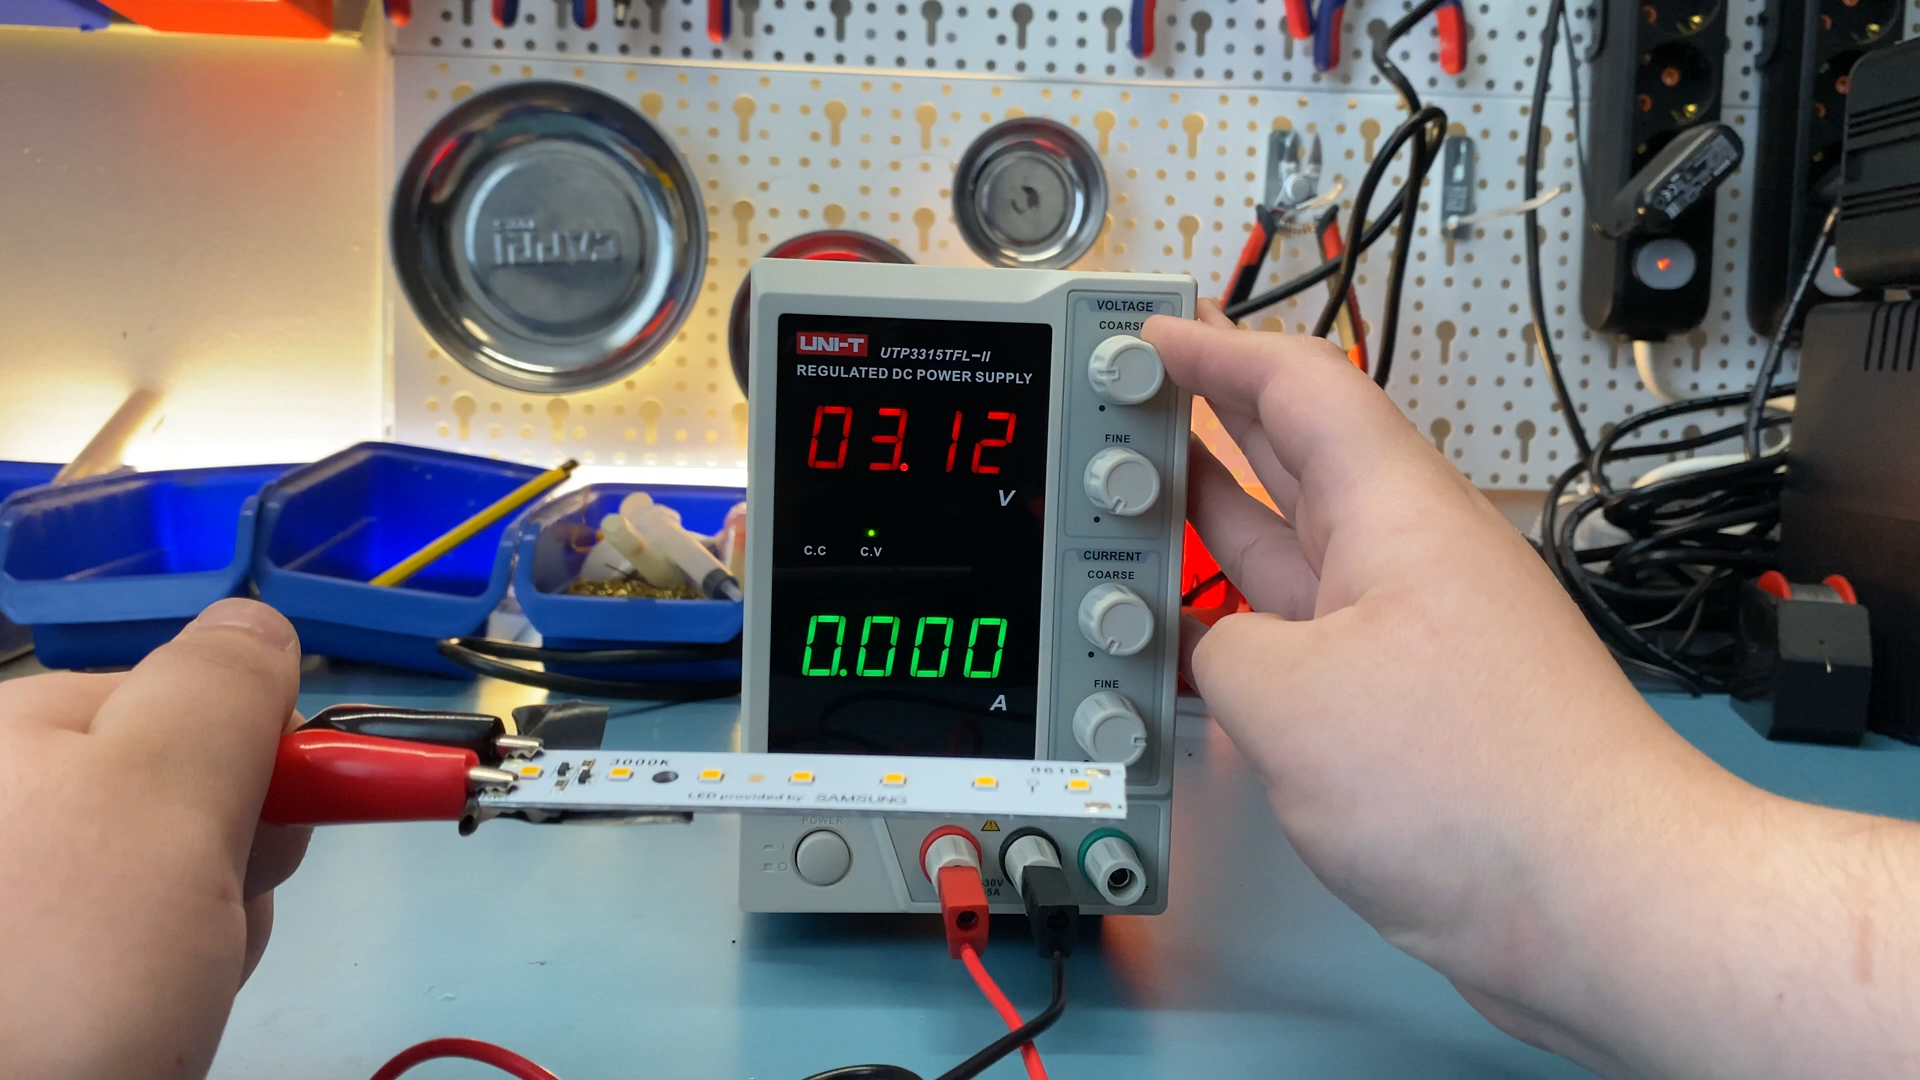 VOLTAGE
COARSE
UNI-T
UTP3315TFL-II
REGULATED DC POWER SUPPLY
03.12
V
FINE
C.C
C.V
CURRENT
COARSE
0.000
A
FINE
3000K
LED provided by SAMSUNG
POWER
I
O